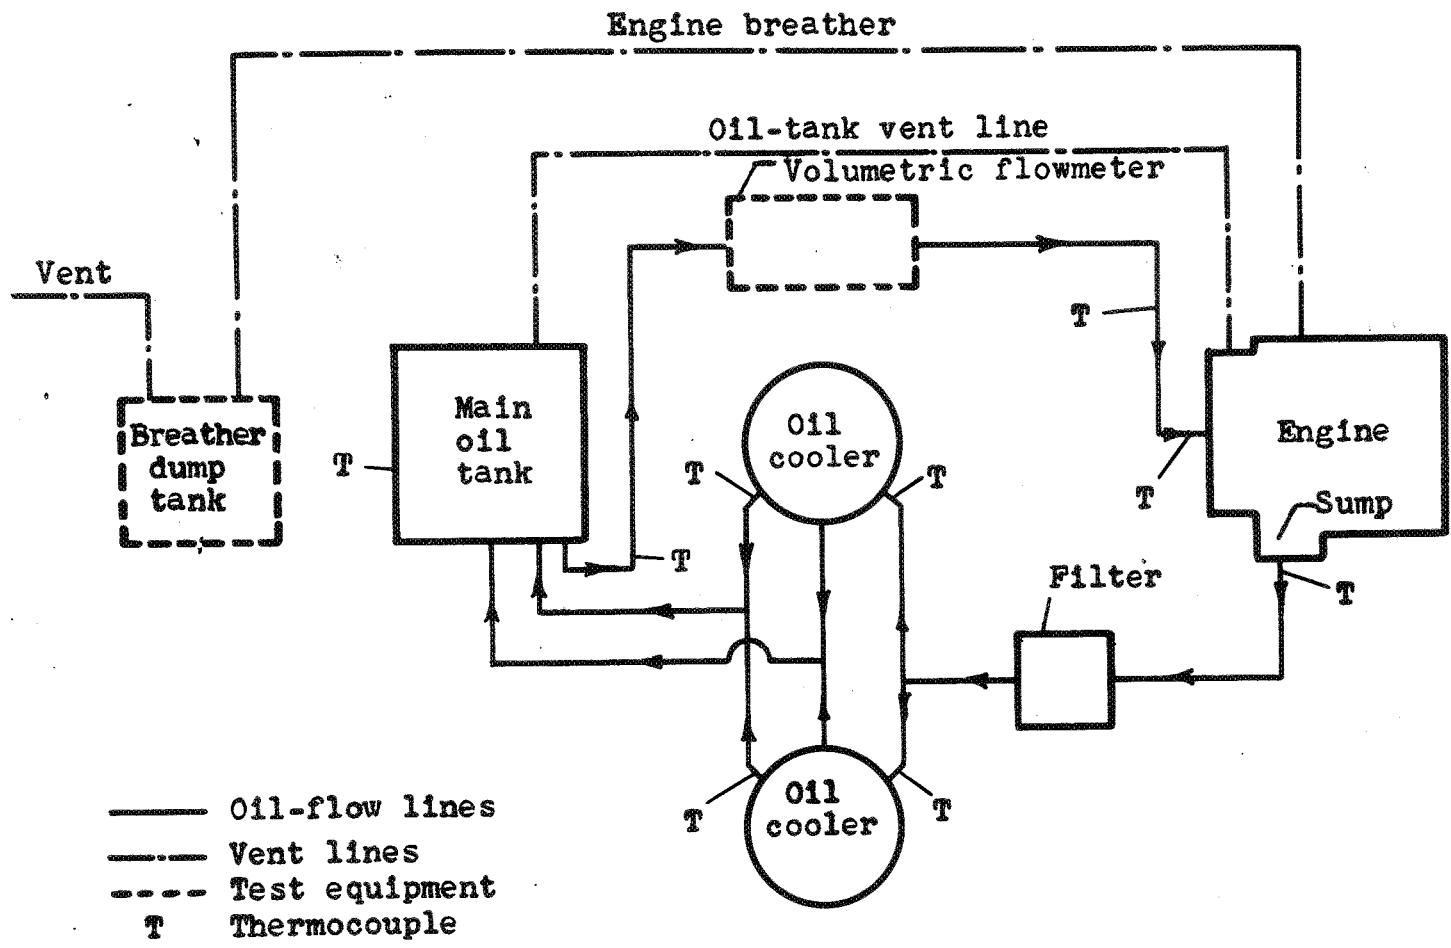 Engine breather
Oil-tank vent line
Volumetric flowmeter
Vent
T
Breather
dump
tank
Main
oil
tank
T
Oil
cooler
T
T
Engine
T
Sump
T
T
Filter
T
Oil
cooler
T
T
Oil-flow lines
Vent lines
Test equipment
T Thermocouple